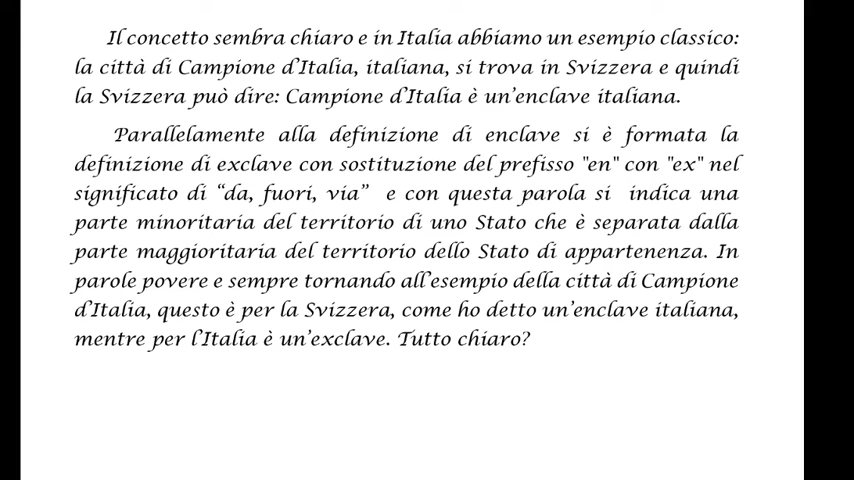 Il concetto sembra chiaro e in Italia abbiamo un esempio classico:
la città di Campione d'Italia, italiana, si trova in Svizzera e quindi
la Svizzera può dire: Campione d'Italia è un'enclave italiana.
Parallelamente alla definizione di enclave si è formata la
definizione di exclave con sostituzione del prefisso "en" con "ex" nel
significato di “da, fuori, via” e con questa parola si indica una
parte minoritaria del territorio di uno Stato che è separata dalla
parte maggioritaria del territorio dello Stato di appartenenza. In
parole povere e sempre tornando all'esempio della città di Campione
d'Italia, questo è per la Svizzera, come ho detto un'enclave italiana,
mentre per l'Italia è un'exclave. Tutto chiaro?